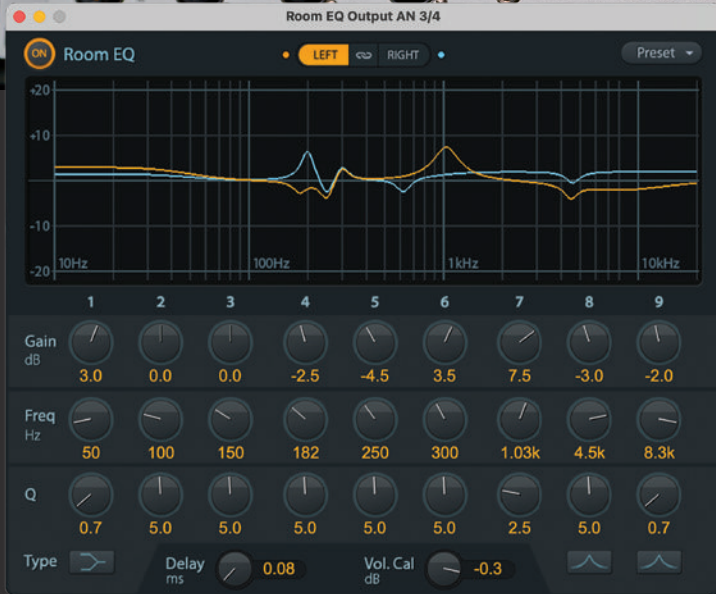 Room EQ Output AN 3/4
ON Room EQ LEFT RIGHT Preset
+20
+10
-10
-20 10Hz 100Hz 1kHz 10kHz
1 2 3 4 5 6 7 8 9
Gain
dB
3.0 0.0 0.0 -2.5 -4.5 3.5 7.5 -3.0 -2.0
Freq
Hz
50 100 150 182 250 300 1.03k 4.5k 8.3k
Q
0.7 5.0 5.0 5.0 5.0 5.0 2.5 5.0 0.7
Type Delay 0.08 Vol. Cal -0.3
ms dB